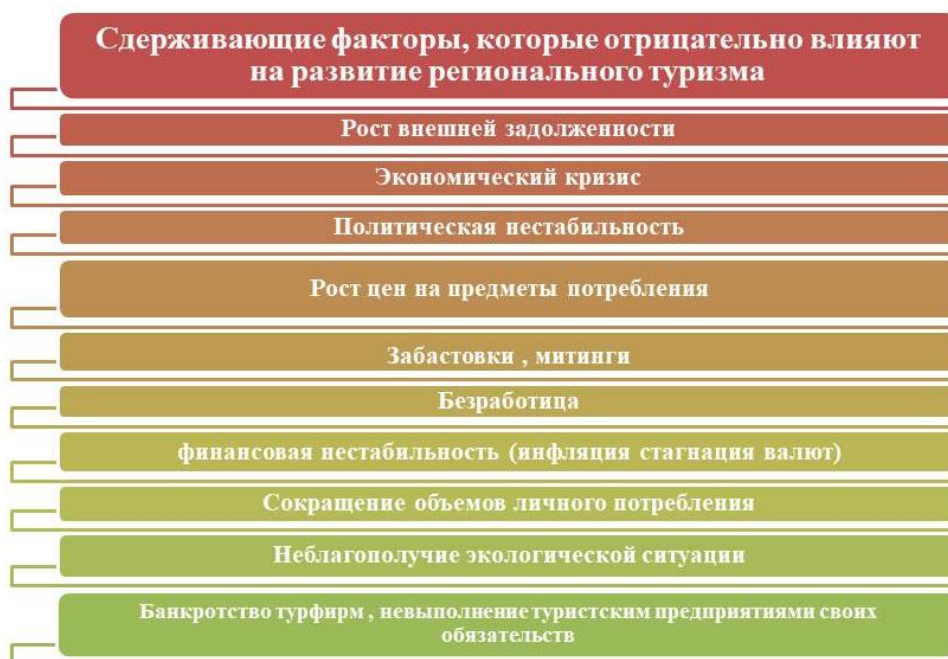 Сдерживающие факторы, которые отрицательно влияют
на развитие регионального туризма
Рост внешней задолженности
Экономический кризис
Политическая нестабильность
Рост цен на предметы потребления
Забастовки , митинги
Безработица
финансовая нестабильность (инфляция стагнация валют)
Сокращение объемов личного потребления
Неблагополучие экологической ситуации
Банкротство турфирм , невыполнение туристским предприятиями своих
обязательств